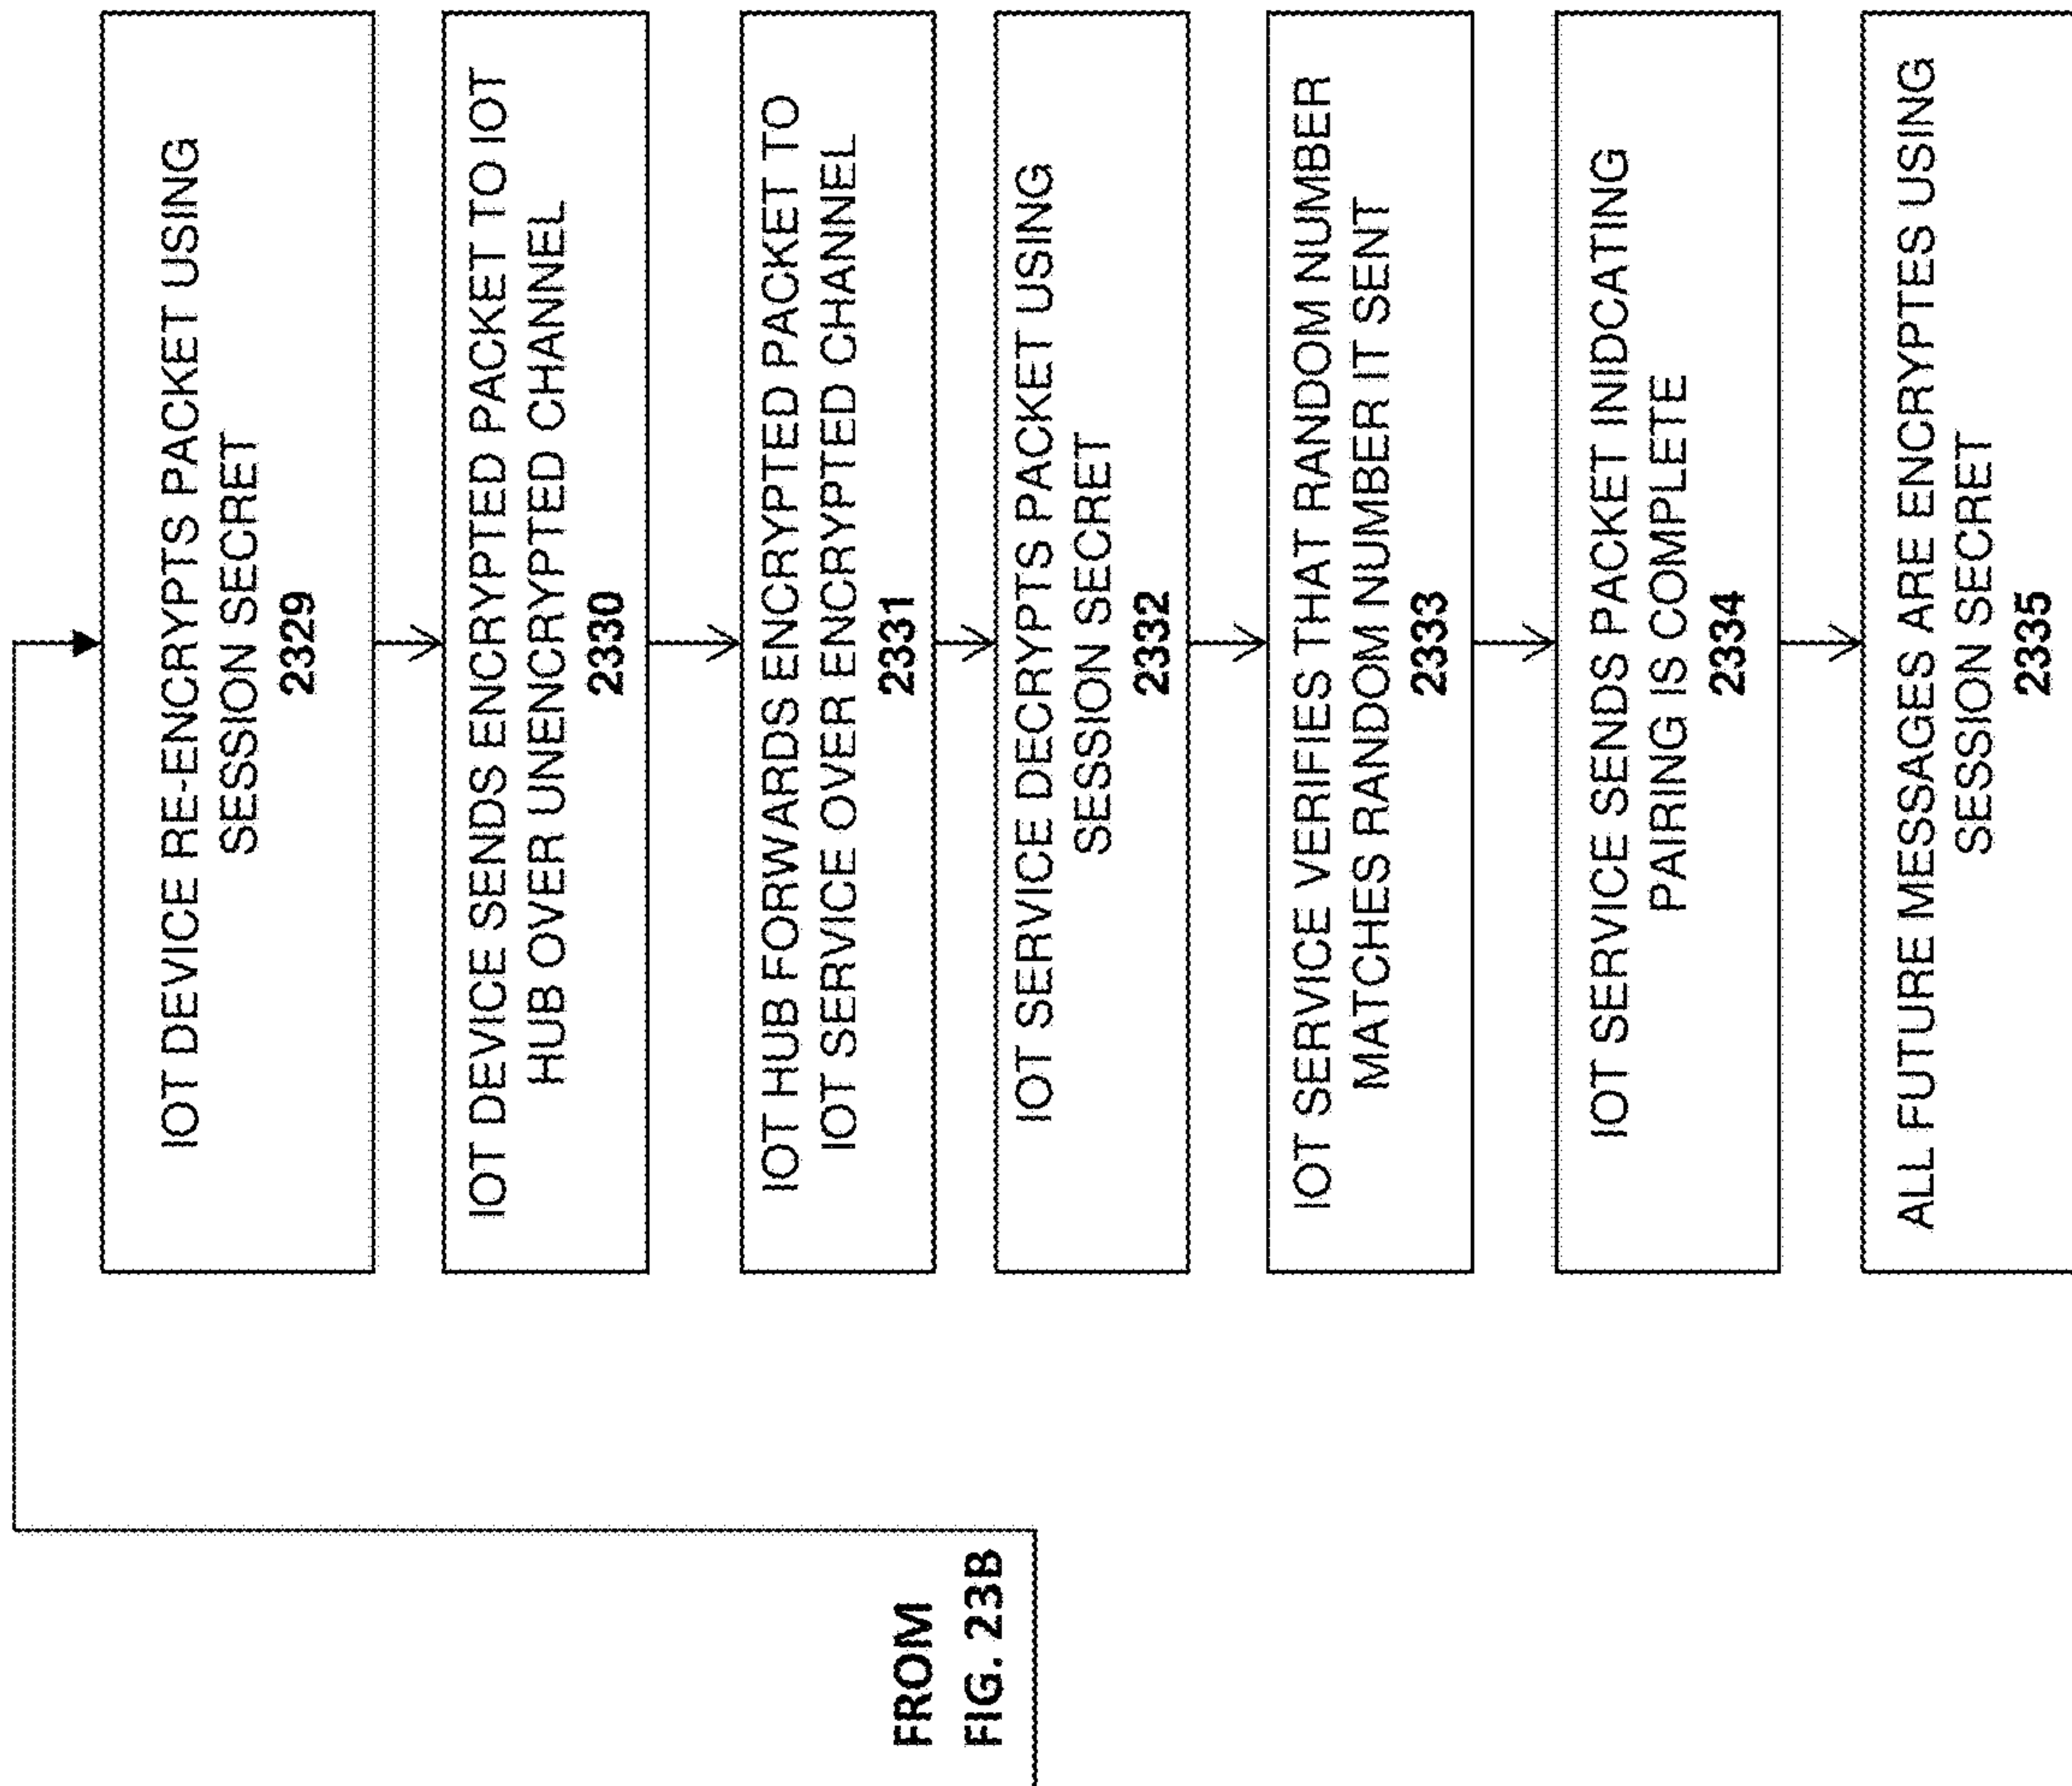 FROM
FIG. 23B
IOT DEVICE RE-ENCRYPTS PACKET USING
SESSION SECRET
2329
IOT DEVICE SENDS ENCRYPTED PACKET TO IOT
HUB OVER UNENCRYPTED CHANNEL
2330
IOT HUB FORWARDS ENCRYPTED PACKET TO
IOT SERVICE OVER ENCRYPTED CHANNEL
2331
IOT SERVICE DECRYPTS PACKET USING
SESSION SECRET
2332
IOT SERVICE VERIFIES THAT RANDOM NUMBER
MATCHES RANDOM NUMBER IT SENT
2333
IOT SERVICE SENDS PACKET INIDCATING
PAIRING IS COMPLETE
2334
ALL FUTURE MESSAGES ARE ENCRYPTES USING
SESSION SECRET
2335